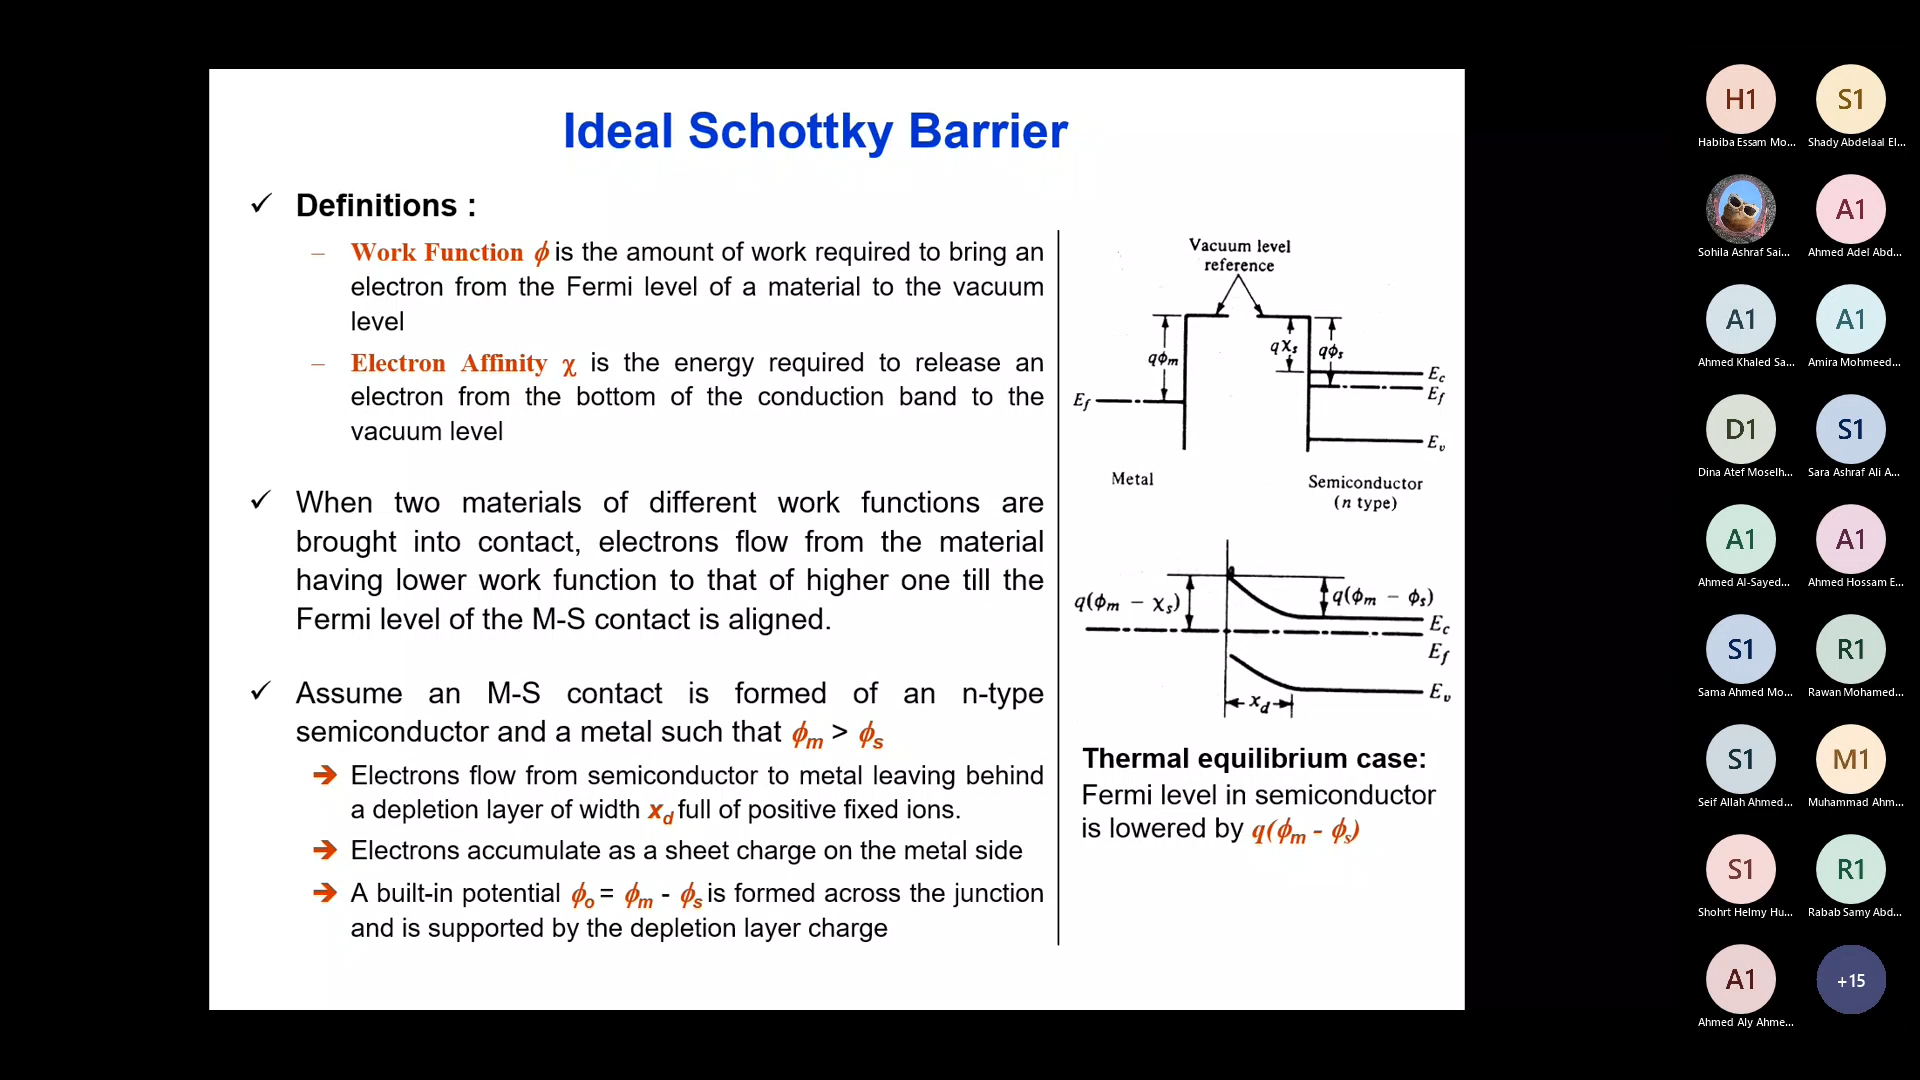 Ideal Schottky Barrier
✓ Definitions :
– Work Function ϕ is the amount of work required to bring an
electron from the Fermi level of a material to the vacuum
level
– Electron Affinity χ is the energy required to release an
electron from the bottom of the conduction band to the
vacuum level
✓ When two materials of different work functions are
brought into contact, electrons flow from the material
having lower work function to that of higher one till the
Fermi level of the M-S contact is aligned.
✓ Assume an M-S contact is formed of an n-type
semiconductor and a metal such that ϕm > ϕs
➔ Electrons flow from semiconductor to metal leaving behind
a depletion layer of width xd full of positive fixed ions.
➔ Electrons accumulate as a sheet charge on the metal side
➔ A built-in potential ϕo = ϕm - ϕs is formed across the junction
and is supported by the depletion layer charge
Vacuum level
reference
qϕm
qχs
qϕs
Ec
Ef
Ef
Ev
Metal
Semiconductor
(n type)
q(ϕm − χs)
q(ϕm − ϕs)
Ec
Ef
Ev
xd
Thermal equilibrium case:
Fermi level in semiconductor
is lowered by q(ϕm - ϕs)
H1
S1
Habiba Essam Mo...
Shady Abdelaal El...
A1
Sohila Ashraf Sai...
Ahmed Adel Abd...
A1
A1
Ahmed Khaled Sa...
Amira Mohmeed...
D1
S1
Dina Atef Moselh...
Sara Ashraf Ali A...
A1
A1
Ahmed Al-Sayed...
Ahmed Hossam E...
S1
R1
Sama Ahmed Mo...
Rawan Mohamed...
S1
M1
Seif Allah Ahmed...
Muhammad Ahm...
S1
R1
Shohrt Helmy Hu...
Rabab Samy Abd...
A1
+15
Ahmed Aly Ahme...